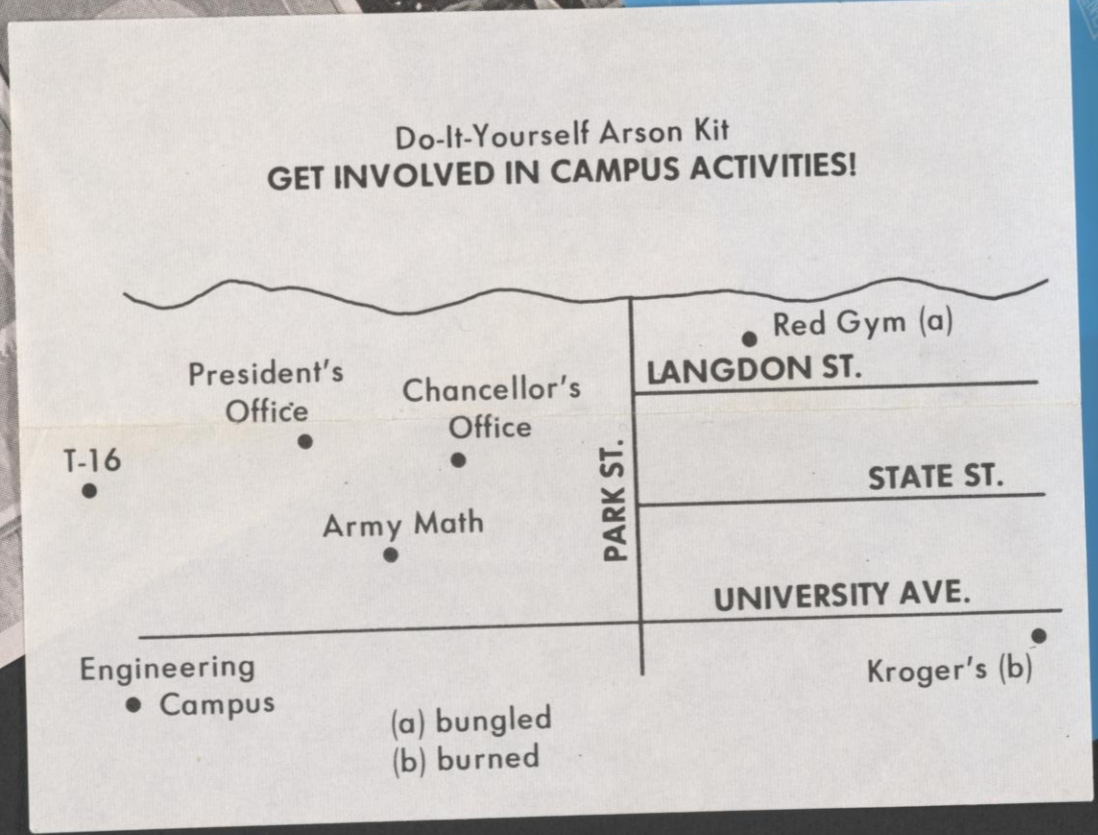 Do-It-Yourself Arson Kit
GET INVOLVED IN CAMPUS ACTIVITIES!
Red Gym (a)
LANGDON ST.
President's
Office
Chancellor's
Office
T-16
PARK ST.
STATE ST.
Army Math
UNIVERSITY AVE.
Engineering
Campus
Kroger's (b)
(a) bungled
(b) burned